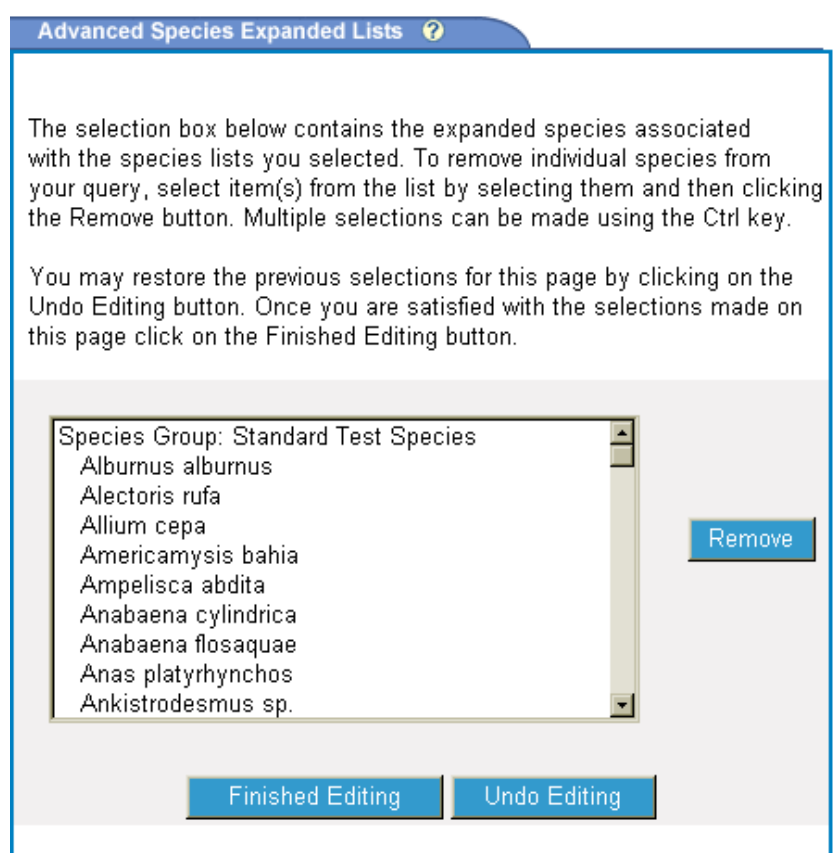 Advanced Species Expanded Lists ?
The selection box below contains the expanded species associated
with the species lists you selected. To remove individual species from
your query, select item(s) from the list by selecting them and then clicking
the Remove button. Multiple selections can be made using the Ctrl key.
You may restore the previous selections for this page by clicking on the
Undo Editing button. Once you are satisfied with the selections made on
this page click on the Finished Editing button.
Species Group: Standard Test Species
Alburnus alburnus
Alectoris rufa
Allium cepa
Americamysis bahia
Ampelisca abdita
Anabaena cylindrica
Anabaena flosaquae
Anas platyrhynchos
Ankistrodesmus sp.
Remove
Finished Editing
Undo Editing